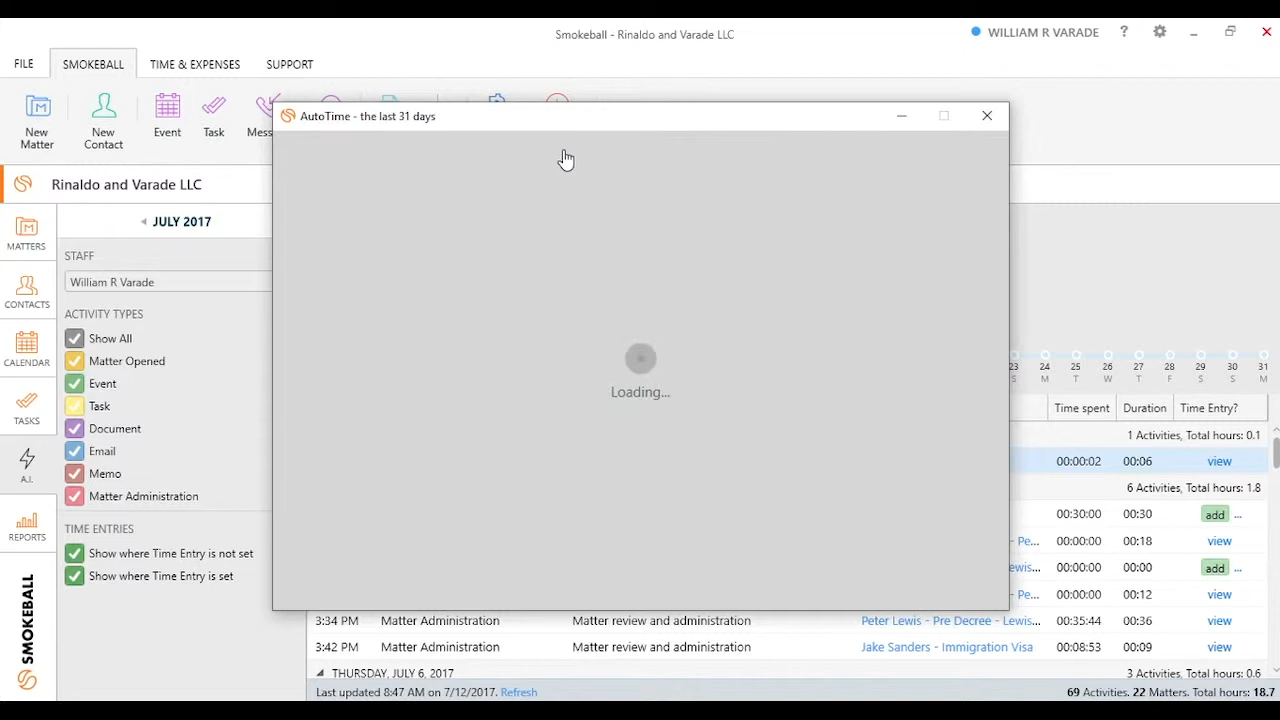 Smokeball - Rinaldo and Varade LLC
WILLIAM R VARADE ?
FILE SMOKEBALL TIME & EXPENSES SUPPORT
New Matter
New Contact
Event
Task
AutoTime - the last 31 days
Rinaldo and Varade LLC
MATTERS
CONTACTS
CALENDAR
TASKS
A.I.
REPORTS
SMOKEBALL
JULY 2017
STAFF
William R Varade
ACTIVITY TYPES
Show All
Matter Opened
Event
Task
Document
Email
Memo
Matter Administration
TIME ENTRIES
Show where Time Entry is not set
Show where Time Entry is set
Loading...
23 24 25 26 27 28 29 30 31
S M T W T F S S M
Time spent Duration Time Entry?
1 Activities, Total hours: 0.1
00:00:02 00:06 view
6 Activities, Total hours: 1.8
00:30:00 00:30 add ...
- Pe... 00:00:00 00:18 view
00:00:00 00:00 add ...
- Pe... 00:00:00 00:12 view
3:34 PM Matter Administration Matter review and administration Peter Lewis - Pre Decree - Lewis... 00:35:44 00:36 view
3:42 PM Matter Administration Matter review and administration Jake Sanders - Immigration Visa 00:08:53 00:09 view
THURSDAY, JULY 6, 2017 3 Activities, Total hours: 0.6
Last updated 8:47 AM on 7/12/2017. Refresh 69 Activities. 22 Matters. Total hours: 18.7